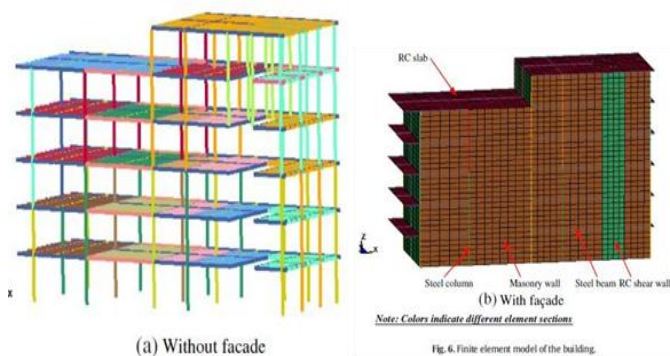 RC slab
x
Z
x
Steel column
Masonry wall
Steel beam
RC shear wall
(a) Without facade
(b) With façade
Note: Colors indicate different element sections
Fig. 6. Finite element model of the building.